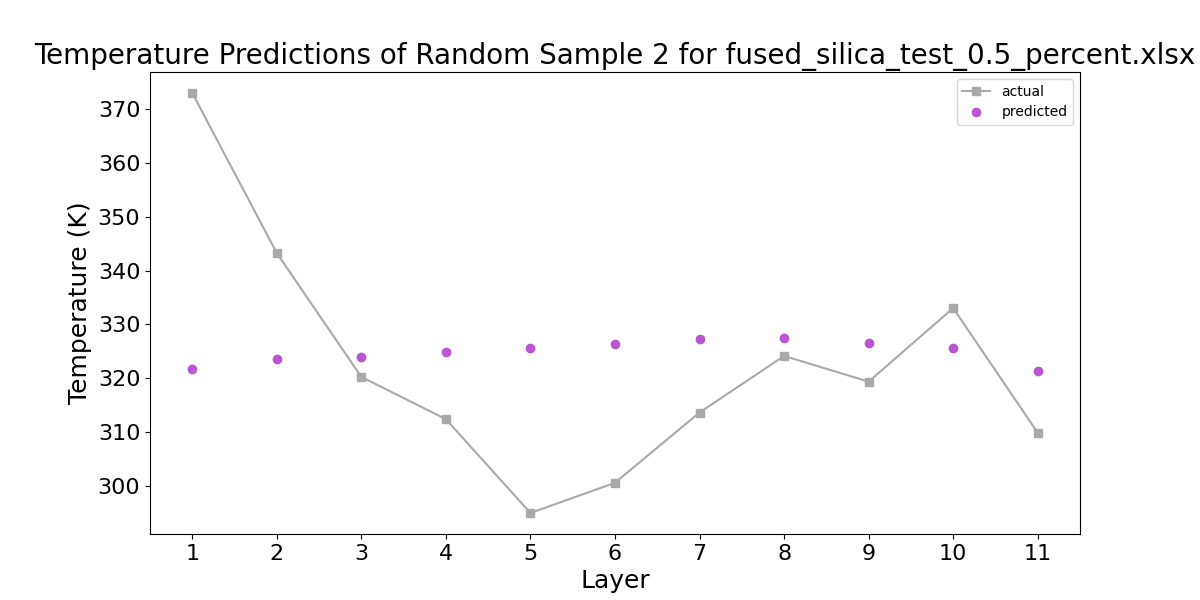 Temperature Predictions of Random Sample 2 for fused_silica_test_0.5_percent.xlsx
actual
predicted
370
360
350
340
330
320
310
300
Temperature (K)
1 2 3 4 5 6 7 8 9 10 11
Layer